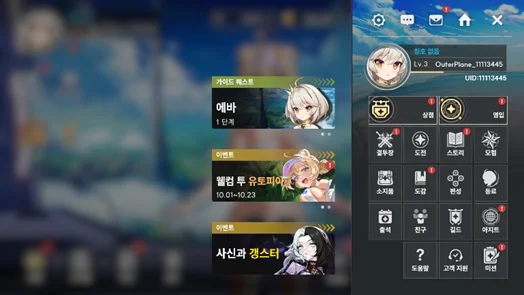 가이드 퀘스트
에바
1 단계
이벤트
웰컴 투 유토피아
10.01~10.23
이벤트
사신과 갱스터
칭호 없음
Lv.3 OuterPlane_11113445
UID:11113445
상점
영입
결투장
도전
스토리
모험
소지품
도감
편성
동료
출석
친구
길드
아지트
도움말
고객 지원
미션